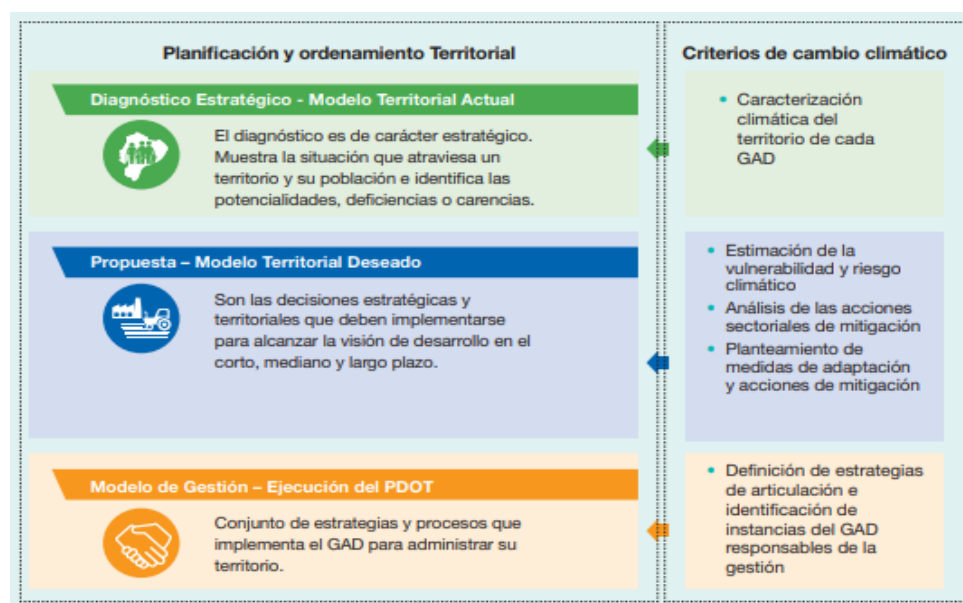 Planificación y ordenamiento Territorial
Diagnóstico Estratégico - Modelo Territorial Actual
El diagnóstico es de carácter estratégico.
Muestra la situación que atraviesa un
territorio y su población e identifica las
potencialidades, deficiencias o carencias.
Propuesta – Modelo Territorial Deseado
Son las decisiones estratégicas y
territoriales que deben implementarse
para alcanzar la visión de desarrollo en el
corto, mediano y largo plazo.
Modelo de Gestión – Ejecución del PDOT
Conjunto de estrategias y procesos que
implementa el GAD para administrar su
territorio.
Criterios de cambio climático
• Caracterización
climática del
territorio de cada
GAD
• Estimación de la
vulnerabilidad y riesgo
climático
• Análisis de las acciones
sectoriales de mitigación
• Planteamiento de
medidas de adaptación
y acciones de mitigación
• Definición de estrategias
de articulación e
identificación de
instancias del GAD
responsables de la
gestión